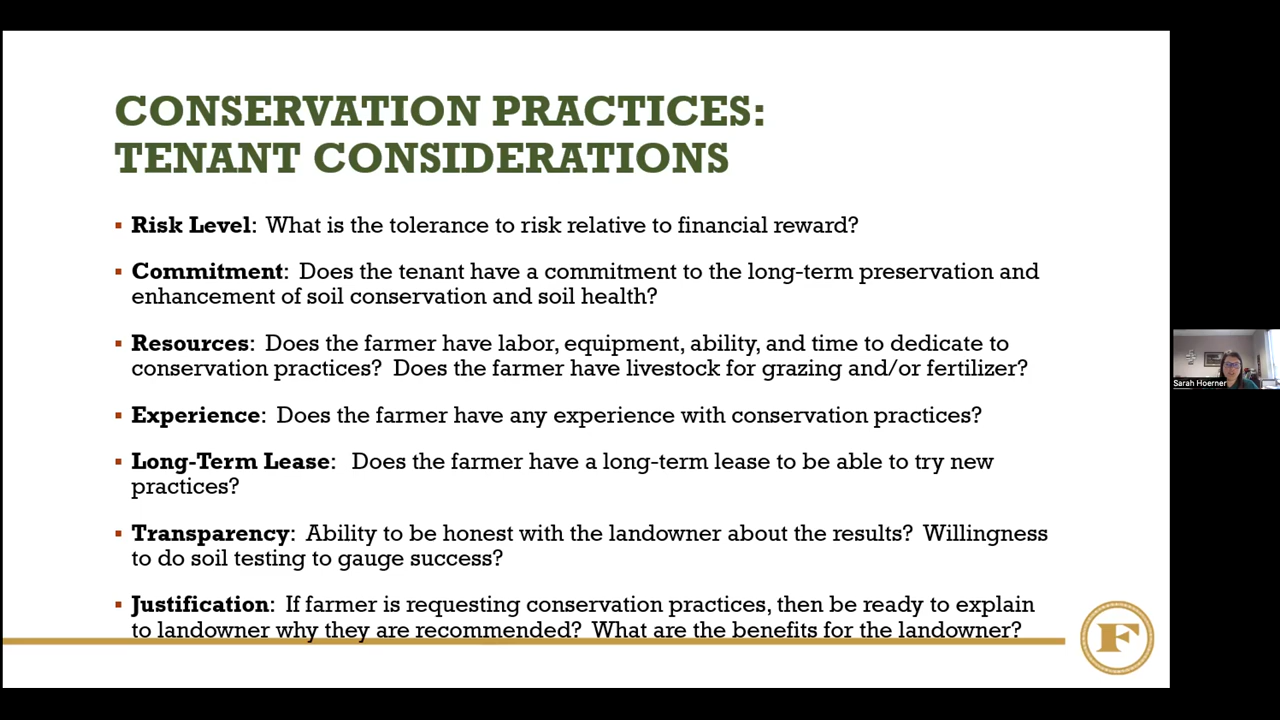 CONSERVATION PRACTICES:
TENANT CONSIDERATIONS
▪ Risk Level: What is the tolerance to risk relative to financial reward?
▪ Commitment: Does the tenant have a commitment to the long-term preservation and
enhancement of soil conservation and soil health?
▪ Resources: Does the farmer have labor, equipment, ability, and time to dedicate to
conservation practices? Does the farmer have livestock for grazing and/or fertilizer?
▪ Experience: Does the farmer have any experience with conservation practices?
▪ Long-Term Lease: Does the farmer have a long-term lease to be able to try new
practices?
▪ Transparency: Ability to be honest with the landowner about the results? Willingness
to do soil testing to gauge success?
▪ Justification: If farmer is requesting conservation practices, then be ready to explain
to landowner why they are recommended? What are the benefits for the landowner?
F
Sarah Hoerner